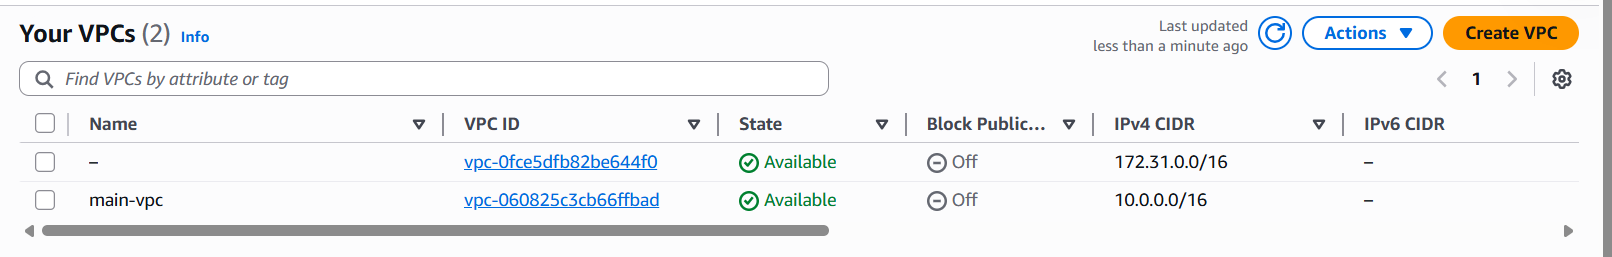 Your VPCs (2) Info
Last updated
less than a minute ago
Actions
Create VPC
Find VPCs by attribute or tag
1
Name VPC ID State Block Public... IPv4 CIDR IPv6 CIDR
– vpc-0fce5dfb82be644f0 Available Off 172.31.0.0/16 –
main-vpc vpc-060825c3cb66ffbad Available Off 10.0.0.0/16 –